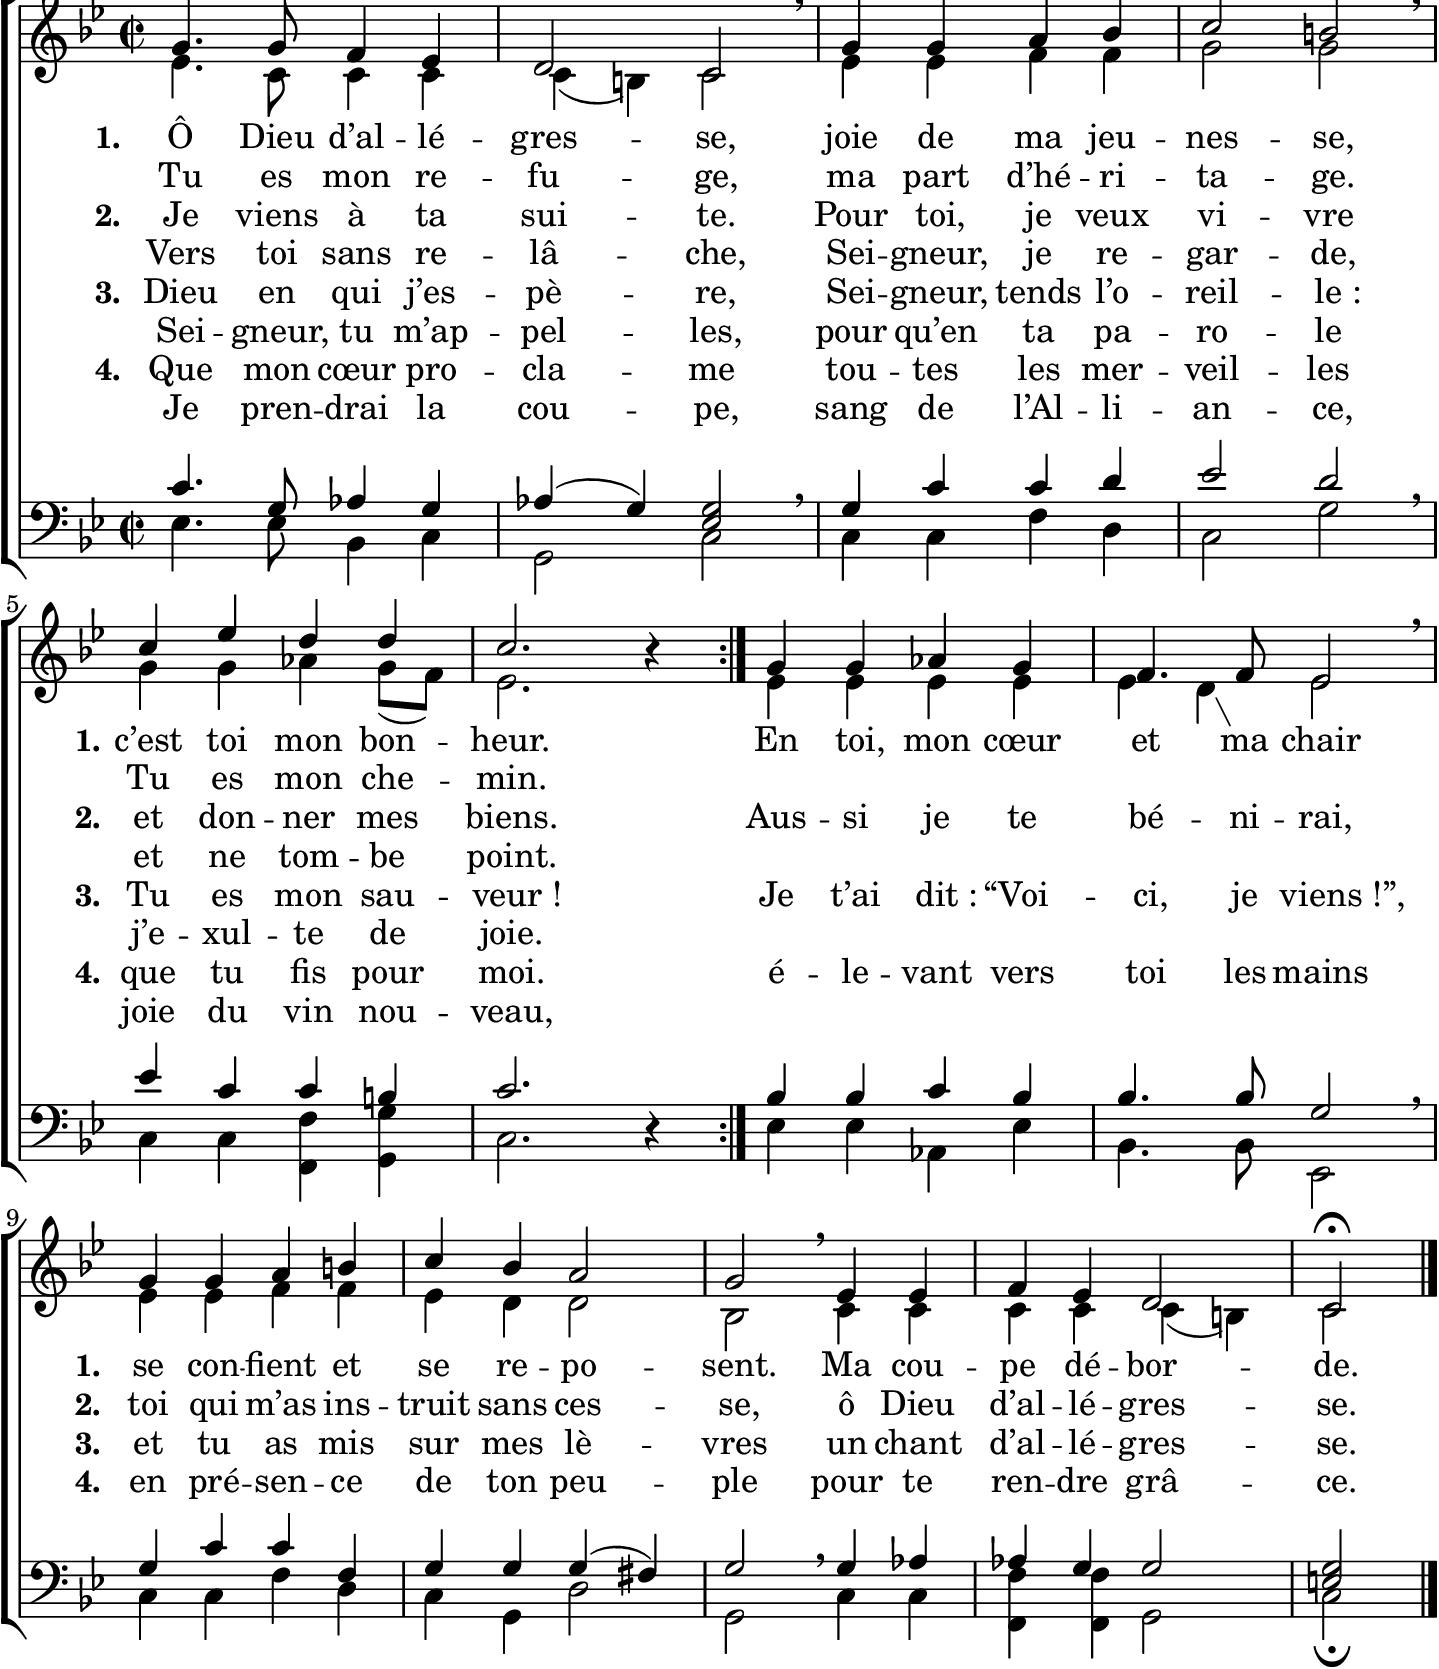 1. Ô Dieu d’al - lé - gres - se, joie de ma jeu - nes - se,
Tu es mon re - fu - ge, ma part d’hé - ri - ta - ge.
2. Je viens à ta sui - te. Pour toi, je veux vi - vre
Vers toi sans re - lâ - che, Sei - gneur, je re - gar - de,
3. Dieu en qui j’es - pè - re, Sei - gneur, tends l’o - reil - le :
Sei - gneur, tu m’ap - pel - les, pour qu’en ta pa - ro - le
4. Que mon cœur pro - cla - me tou - tes les mer - veil - les
Je pren - drai la cou - pe, sang de l’Al - li - an - ce,
5
1. c’est toi mon bon - heur. En toi, mon cœur et ma chair
Tu es mon che - min.
2. et don - ner mes biens. Aus - si je te bé - ni - rai,
et ne tom - be point.
3. Tu es mon sau - veur ! Je t’ai dit : “Voi - ci, je viens !”,
j’e - xul - te de joie.
4. que tu fis pour moi. é - le - vant vers toi les mains
joie du vin nou - veau,
9
1. se con - fient et se re - po - sent. Ma cou - pe dé - bor - de.
2. toi qui m’as ins - truit sans ces - se, ô Dieu d’al - lé - gres - se.
3. et tu as mis sur mes lè - vres un chant d’al - lé - gres - se.
4. en pré - sen - ce de ton peu - ple pour te ren - dre grâ - ce.